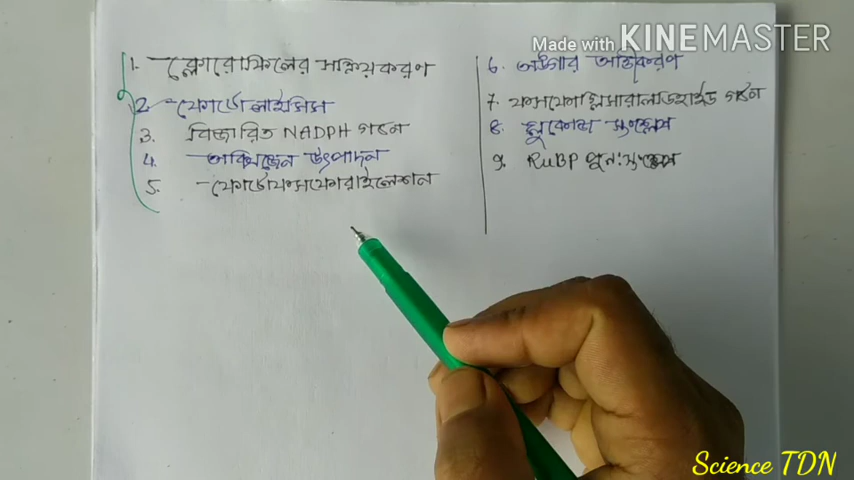 Made with KINEMASTER
1. ক্লোরোফিলের সক্রিয়করণ
2. ফোটোলাইসিস
3. বিজারিত NADPH গঠন
4. অক্সিজেন উৎপাদন
5. ফোটোফসফোরাইলেশন
6. অঙ্গার আত্তিকরণ
7. ফসফোগ্লিসারালডিহাইড গঠন
8. গ্লুকোজ সংশ্লেষ
9. RuBP পুন:সংশ্লেষ
Science TDN